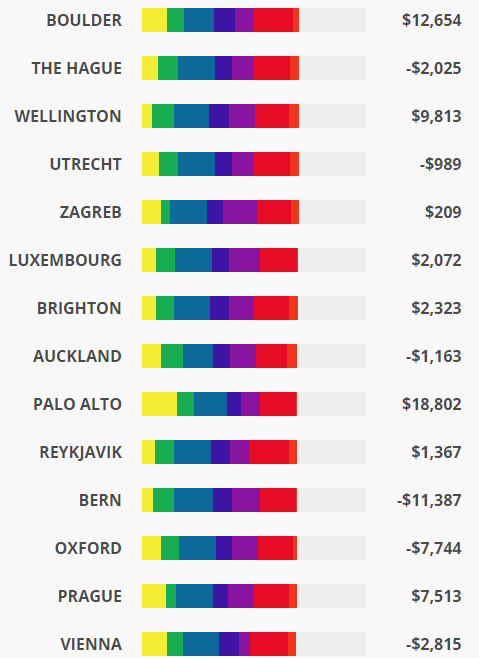 BOULDER $12,654
THE HAGUE -$2,025
WELLINGTON $9,813
UTRECHT -$989
ZAGREB $209
LUXEMBOURG $2,072
BRIGHTON $2,323
AUCKLAND -$1,163
PALO ALTO $18,802
REYKJAVIK $1,367
BERN -$11,387
OXFORD -$7,744
PRAGUE $7,513
VIENNA -$2,815